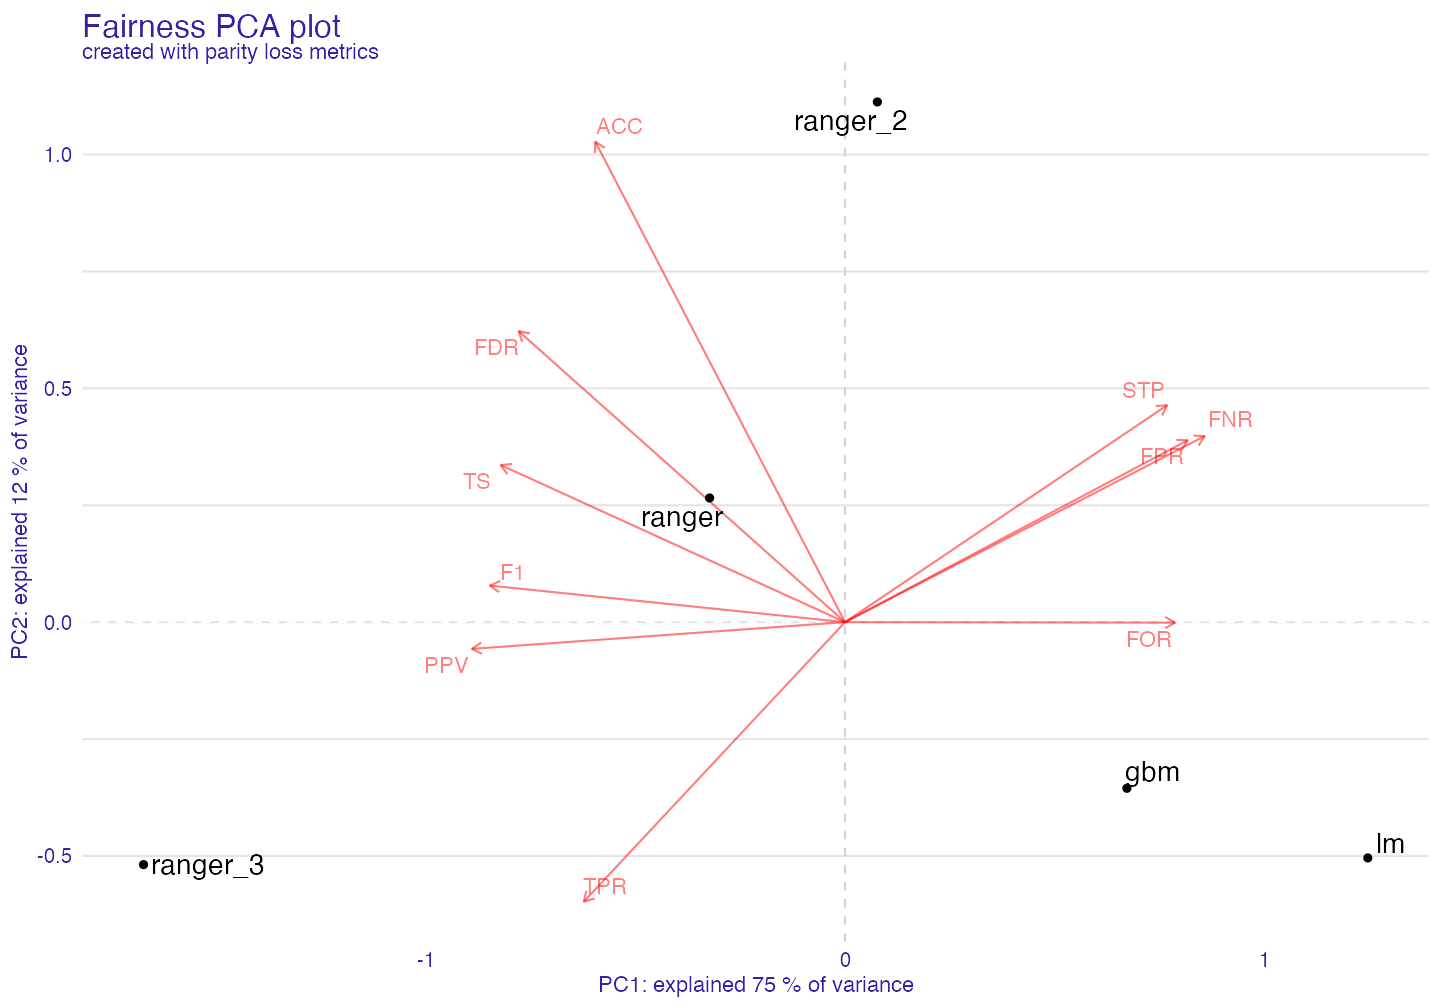 Fairness PCA plot
created with parity loss metrics
ranger_2
ACC
1.0
FDR
0.5
STP
FNR
FPR
TS
ranger
F1
0.0
FOR
PPV
gbm
lm
-0.5
ranger_3
TPR
-1
0
1
PC1: explained 75 % of variance
PC2: explained 12 % of variance